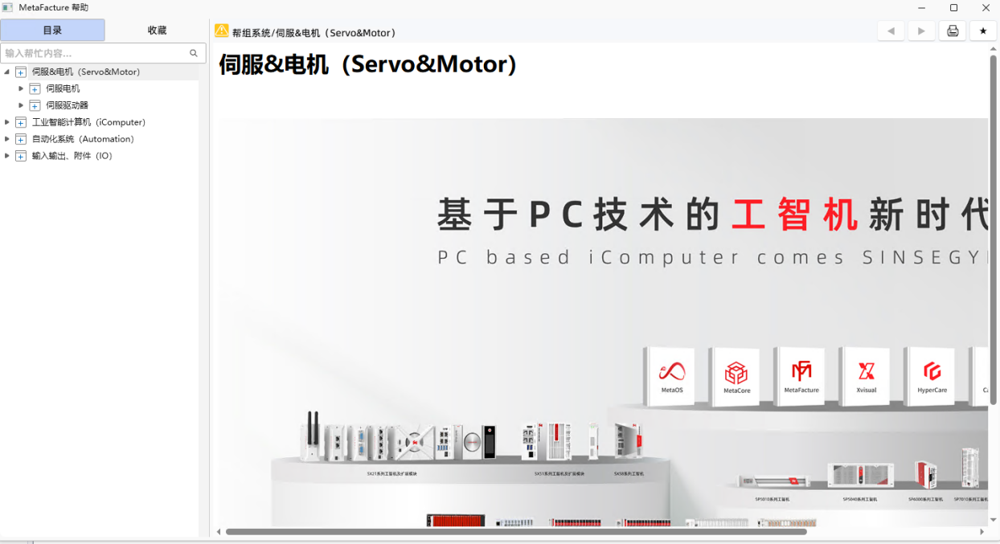 MetaFacture 帮助
目录
收藏
输入帮忙内容...
伺服&电机（Servo&Motor）
伺服电机
伺服驱动器
工业智能计算机（iComputer）
自动化系统（Automation）
输入输出、附件（IO）
帮组系统/伺服&电机（Servo&Motor）
伺服&电机（Servo&Motor）
基于PC技术的工智机新时代
PC based iComputer comes SINSEGY
MetaOS
MetaCore
MetaFacture
Xvisual
HyperCare
SX21系列工智机及扩展模块
SX51系列工智机及扩展模块
SX58系列工智机
SP5010系列工智机
SP5040系列工智机
SP6000系列工智机
SP7010系列工智机